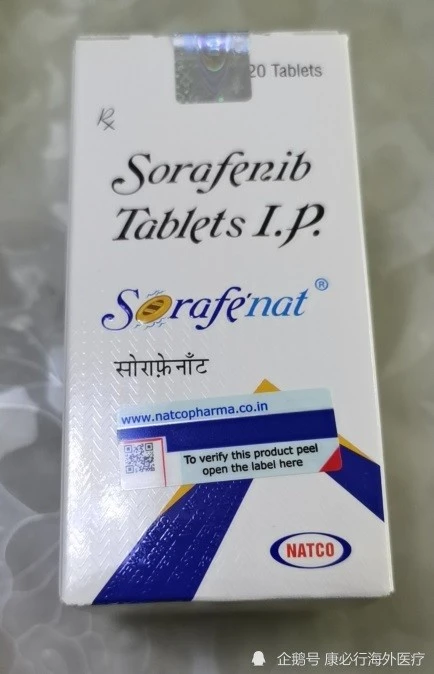 20 Tablets
Rx
Sorafenib
Tablets I.P.
Sorafenat®
सोराफ़ेनाँट
www.natcopharma.co.in
To verify this product peel
open the label here
NATCO
企鹅号 康必行海外医疗